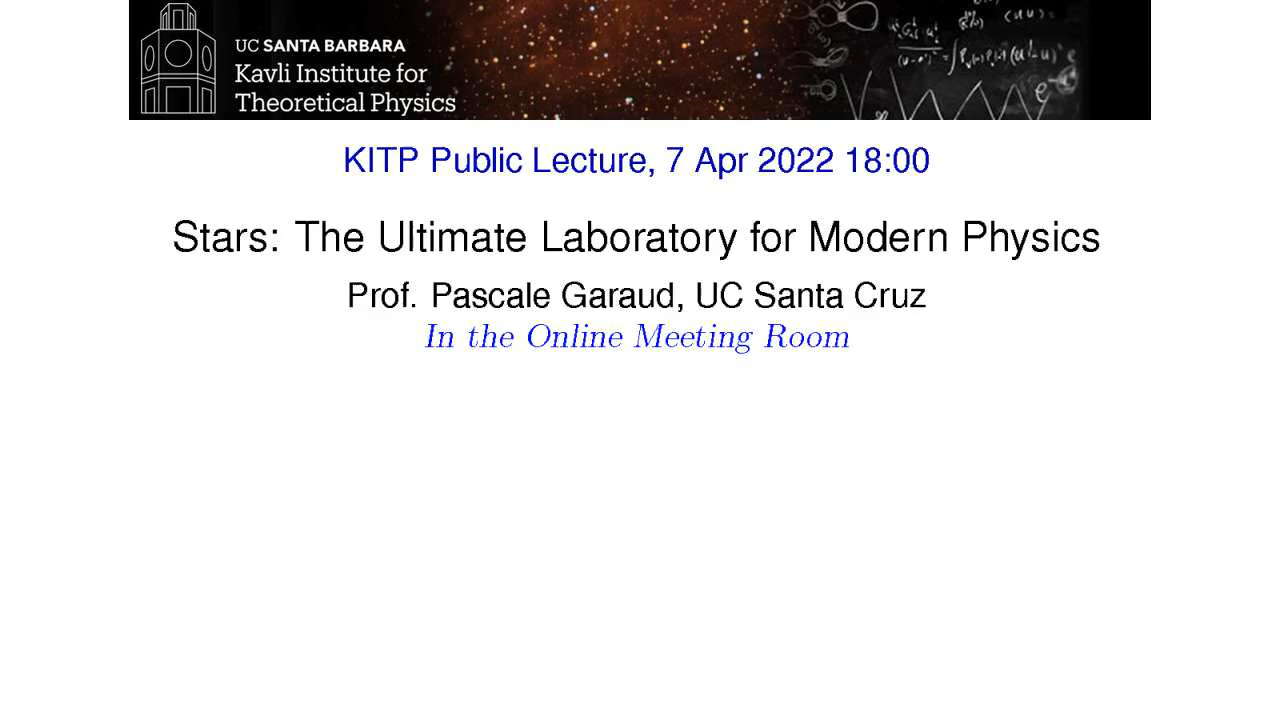 UC SANTA BARBARA
Kavli Institute for
Theoretical Physics
KITP Public Lecture, 7 Apr 2022 18:00
Stars: The Ultimate Laboratory for Modern Physics
Prof. Pascale Garaud, UC Santa Cruz
In the Online Meeting Room